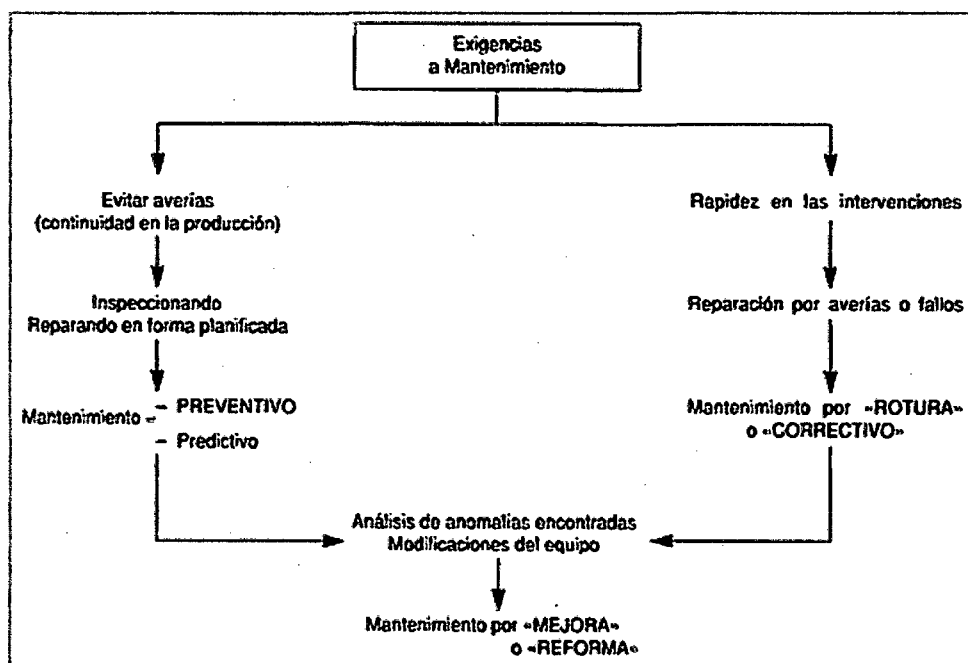 Exigencias
a Mantenimiento
Evitar averías
(continuidad en la producción)
Inspeccionando
Reparando en forma planificada
Mantenimiento
– PREVENTIVO
– Predictivo
Rapidez en las intervenciones
Reparación por averías o fallos
Mantenimiento por «ROTURA»
o «CORRECTIVO»
Análisis de anomalías encontradas
Modificaciones del equipo
Mantenimiento por «MEJORA»
o «REFORMA»